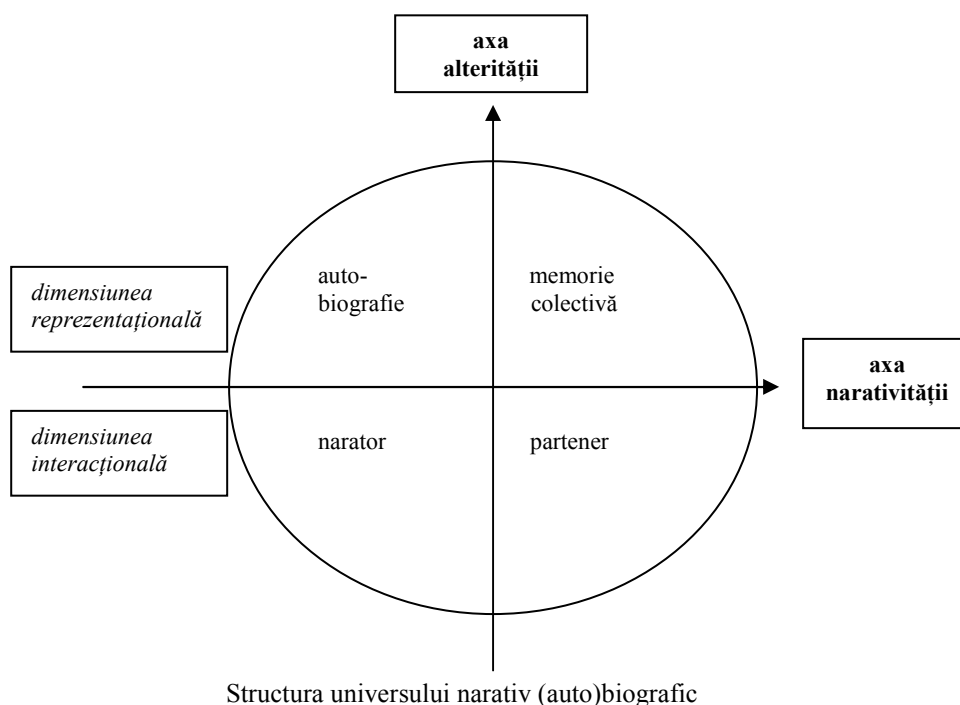 axa
alterității
auto-
biografie
memorie
colectivă
dimensiunea
reprezentațională
axa
narativității
dimensiunea
interacțională
narator
partener
Structura universului narativ (auto)biografic